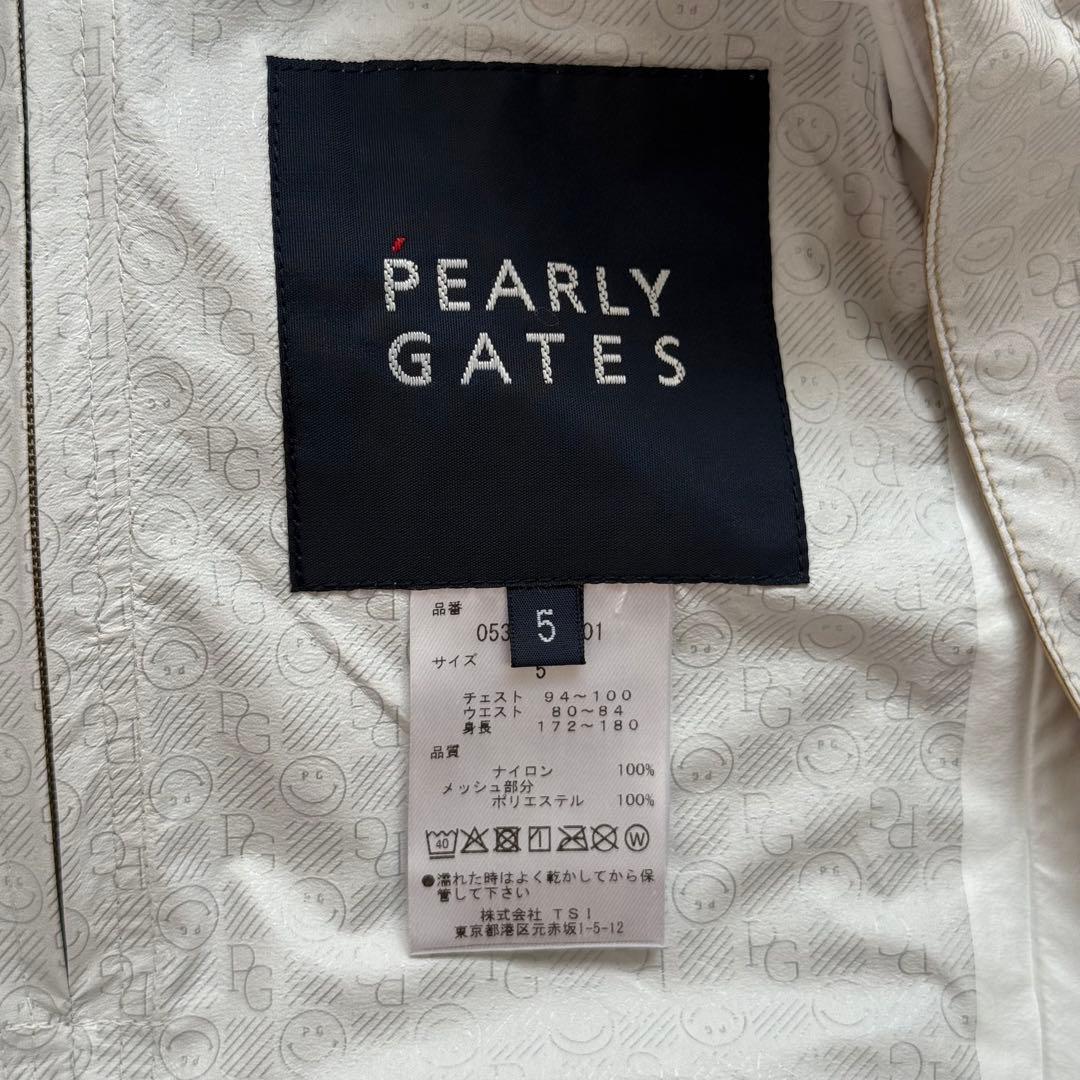 PEARLY
GATES
5
品番
053 01
サイズ
5
チェスト 94～100
ウエスト 80～84
身長 172～180
品質
ナイロン 100%
メッシュ部分
ポリエステル 100%
40
W
●濡れた時はよく乾かしてから保
管して下さい
株式会社 TSI
東京都港区元赤坂1-5-12
PG